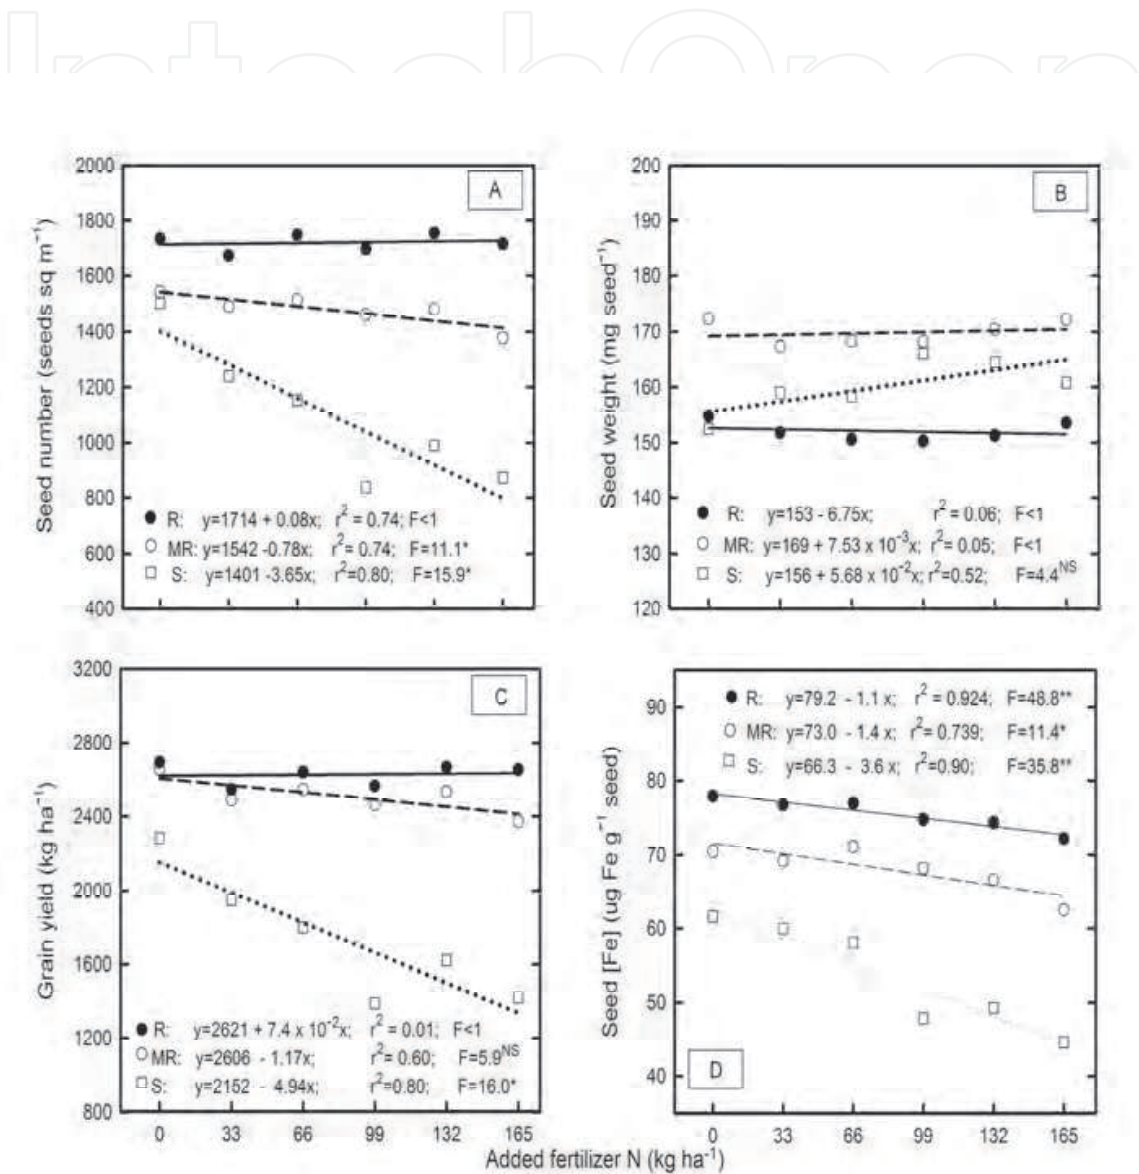 IntechOpen
2000
1800
1600
1400
1200
1000
800
600
400
Seed number (seeds sq m⁻¹)
A
● R: y=1714 + 0.08x; r² = 0.74; F<1
○ MR: y=1542 -0.78x; r²= 0.74; F=11.1*
□ S: y=1401 -3.65x; r²=0.80; F=15.9*
200
190
180
170
160
150
140
130
120
Seed weight (mg seed⁻¹)
B
● R: y=153 - 6.75x; r² = 0.06; F<1
○ MR: y=169 + 7.53 x 10⁻³x; r²= 0.05; F<1
□ S: y=156 + 5.68 x 10⁻²x; r²=0.52; F=4.4ᴺˢ
3200
2800
2400
2000
1600
1200
800
Grain yield (kg ha⁻¹)
C
● R: y=2621 + 7.4 x 10⁻²x; r² = 0.01; F<1
○ MR: y=2606 - 1.17x; r²= 0.60; F=5.9ᴺˢ
□ S: y=2152 - 4.94x; r²=0.80; F=16.0*
0 33 66 99 132 165
90
80
70
60
50
40
Seed [Fe] (ug Fe g⁻¹ seed)
● R: y=79.2 - 1.1 x; r² = 0.924; F=48.8**
○ MR: y=73.0 - 1.4 x; r² = 0.739; F=11.4*
□ S: y=66.3 - 3.6 x; r²=0.90; F=35.8**
D
0 33 66 99 132 165
Added fertilizer N (kg ha⁻¹)